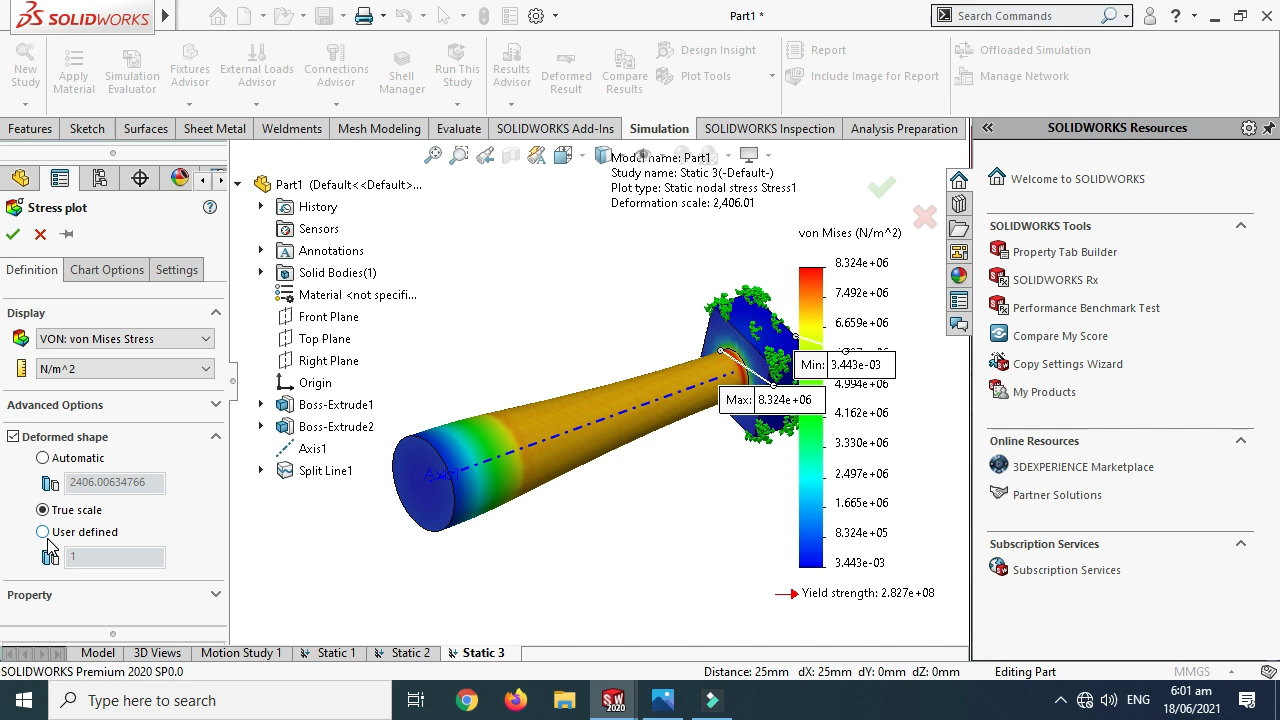 SOLIDWORKS
Part1 *
Search Commands
?
New Study
Apply Material
Simulation Evaluator
Fixtures Advisor
External Loads Advisor
Connections Advisor
Shell Manager
Run This Study
Results Advisor
Deformed Result
Compare Results
Design Insight
Plot Tools
Report
Include Image for Report
Offloaded Simulation
Manage Network
Features
Sketch
Surfaces
Sheet Metal
Weldments
Mesh Modeling
Evaluate
SOLIDWORKS Add-Ins
Simulation
SOLIDWORKS Inspection
Analysis Preparation
SOLIDWORKS Resources
Stress plot
Definition
Chart Options
Settings
Display
VON: von Mises Stress
N/m^2
Advanced Options
Deformed shape
Automatic
2406.00634766
True scale
User defined
1
Property
Part1 (Default<<Default>...
History
Sensors
Annotations
Solid Bodies(1)
Material <not specifi...
Front Plane
Top Plane
Right Plane
Origin
Boss-Extrude1
Boss-Extrude2
Axis1
Split Line1
Model name: Part1
Study name: Static 3(-Default-)
Plot type: Static nodal stress Stress1
Deformation scale: 2,406.01
von Mises (N/m^2)
8.324e+06
7.492e+06
6.659e+06
4.994e+06
4.162e+06
3.330e+06
2.497e+06
1.665e+06
8.324e+05
3.443e-03
Yield strength: 2.827e+08
Min: 3.443e-03
Max: 8.324e+06
Axis1
Welcome to SOLIDWORKS
SOLIDWORKS Tools
Property Tab Builder
SOLIDWORKS Rx
Performance Benchmark Test
Compare My Score
Copy Settings Wizard
My Products
Online Resources
3DEXPERIENCE Marketplace
Partner Solutions
Subscription Services
Subscription Services
Model
3D Views
Motion Study 1
Static 1
Static 2
Static 3
SOLIDWORKS Premium 2020 SP0.0
Distance: 25mm dX: 25mm dY: 0mm dZ: 0mm
Editing Part
MMGS
Type here to search
ENG
6:01 am
18/06/2021